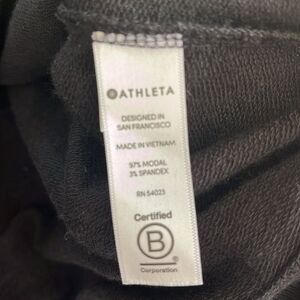 ATHLETA
DESIGNED IN
SAN FRANCISCO
MADE IN VIETNAM
97% MODAL
3% SPANDEX
RN 54023
Certified
B
Corporation